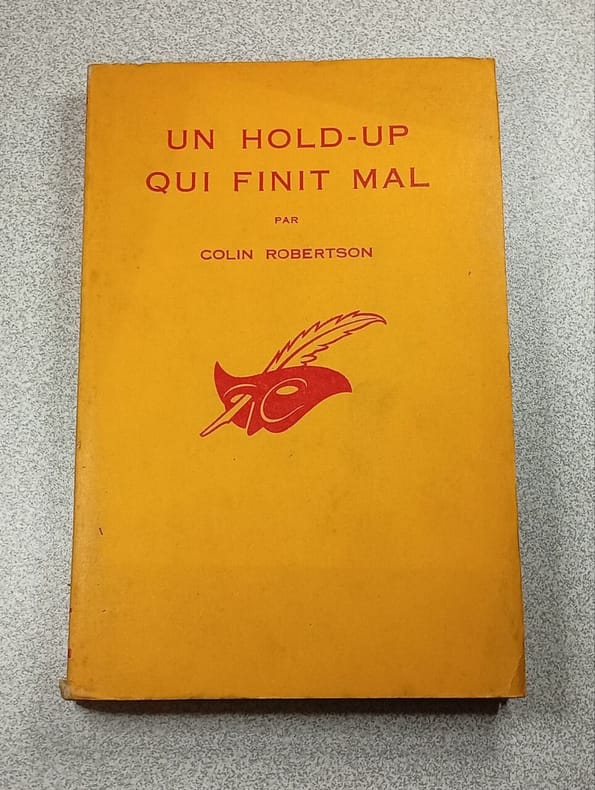 UN HOLD-UP
QUI FINIT MAL
PAR
COLIN ROBERTSON